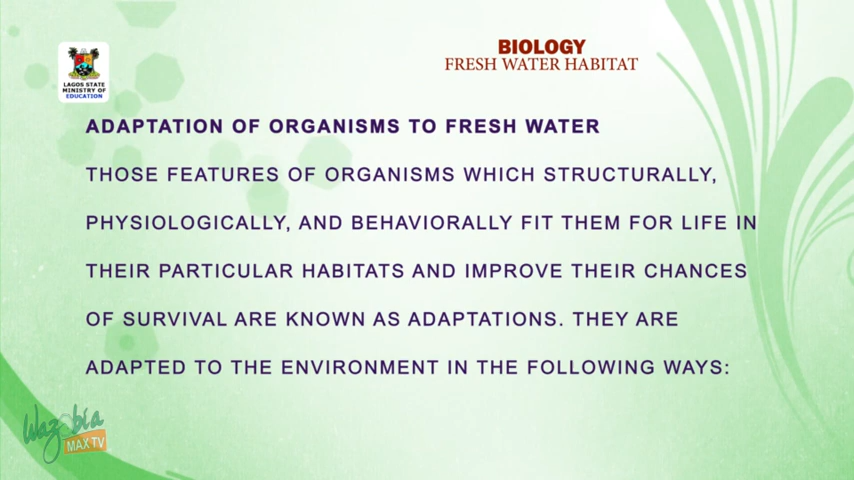 BIOLOGY
FRESH WATER HABITAT
LAGOS STATE
MINISTRY OF
EDUCATION
ADAPTATION OF ORGANISMS TO FRESH WATER
THOSE FEATURES OF ORGANISMS WHICH STRUCTURALLY,
PHYSIOLOGICALLY, AND BEHAVIORALLY FIT THEM FOR LIFE IN
THEIR PARTICULAR HABITATS AND IMPROVE THEIR CHANCES
OF SURVIVAL ARE KNOWN AS ADAPTATIONS. THEY ARE
ADAPTED TO THE ENVIRONMENT IN THE FOLLOWING WAYS:
Wazobia
MAX TV